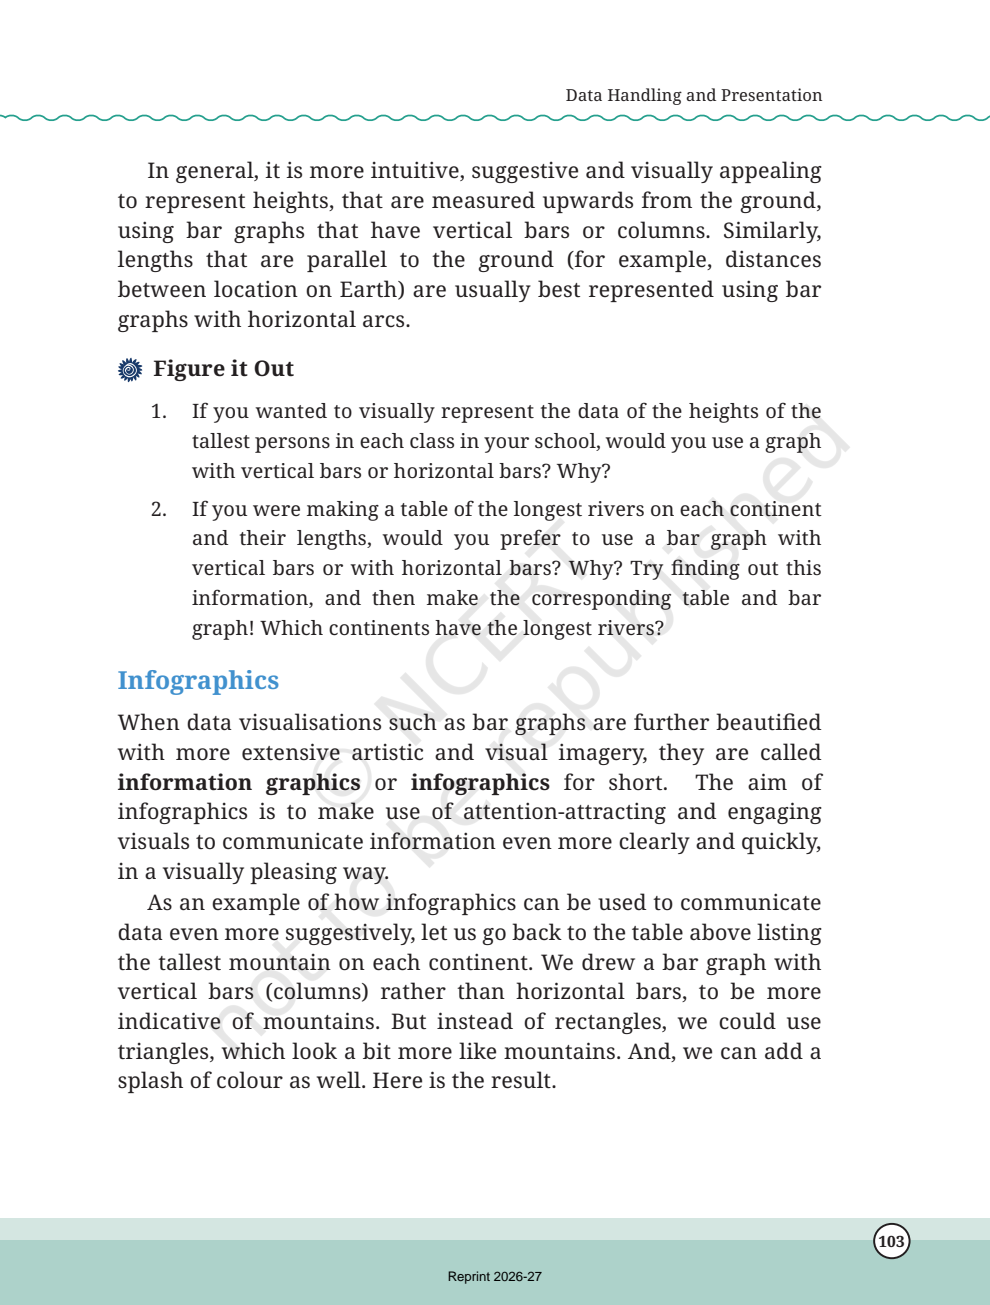 Data Handling and Presentation
In general, it is more intuitive, suggestive and visually appealing
to represent heights, that are measured upwards from the ground,
using bar graphs that have vertical bars or columns. Similarly,
lengths that are parallel to the ground (for example, distances
between location on Earth) are usually best represented using bar
graphs with horizontal arcs.
Figure it Out
1. If you wanted to visually represent the data of the heights of the
tallest persons in each class in your school, would you use a graph
with vertical bars or horizontal bars? Why?
2. If you were making a table of the longest rivers on each continent
and their lengths, would you prefer to use a bar graph with
vertical bars or with horizontal bars? Why? Try finding out this
information, and then make the corresponding table and bar
graph! Which continents have the longest rivers?
Infographics
When data visualisations such as bar graphs are further beautified
with more extensive artistic and visual imagery, they are called
information graphics or infographics for short. The aim of
infographics is to make use of attention-attracting and engaging
visuals to communicate information even more clearly and quickly,
in a visually pleasing way.
As an example of how infographics can be used to communicate
data even more suggestively, let us go back to the table above listing
the tallest mountain on each continent. We drew a bar graph with
vertical bars (columns) rather than horizontal bars, to be more
indicative of mountains. But instead of rectangles, we could use
triangles, which look a bit more like mountains. And, we can add a
splash of colour as well. Here is the result.
© NCERT
not to be republished
103
Reprint 2026-27